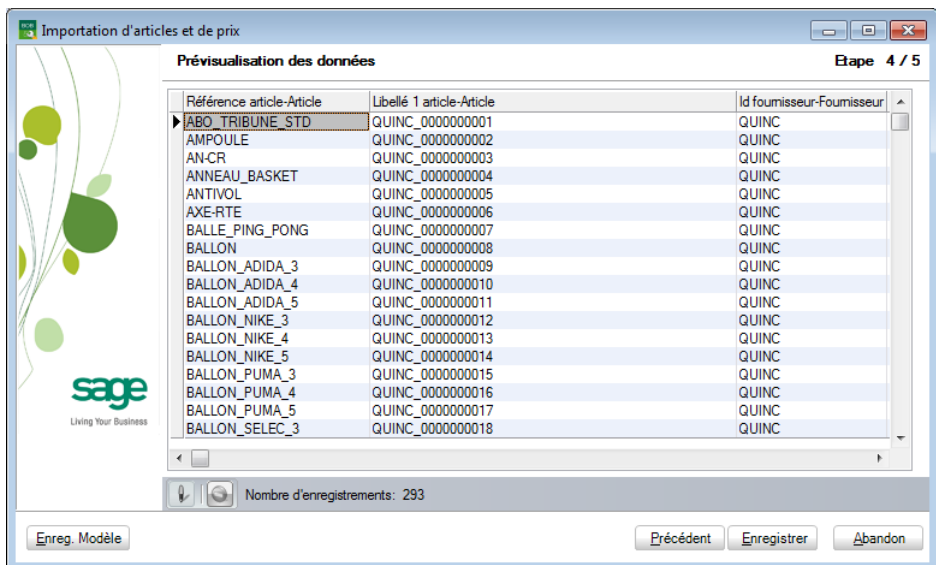 Importation d'articles et de prix
Prévisualisation des données Etape 4 / 5
Référence article-Article Libellé 1 article-Article Id fournisseur-Fournisseur
ABO_TRIBUNE_STD QUINC_0000000001 QUINC
AMPOULE QUINC_0000000002 QUINC
AN-CR QUINC_0000000003 QUINC
ANNEAU_BASKET QUINC_0000000004 QUINC
ANTIVOL QUINC_0000000005 QUINC
AXE-RTE QUINC_0000000006 QUINC
BALLE_PING_PONG QUINC_0000000007 QUINC
BALLON QUINC_0000000008 QUINC
BALLON_ADIDA_3 QUINC_0000000009 QUINC
BALLON_ADIDA_4 QUINC_0000000010 QUINC
BALLON_ADIDA_5 QUINC_0000000011 QUINC
BALLON_NIKE_3 QUINC_0000000012 QUINC
BALLON_NIKE_4 QUINC_0000000013 QUINC
BALLON_NIKE_5 QUINC_0000000014 QUINC
BALLON_PUMA_3 QUINC_0000000015 QUINC
BALLON_PUMA_4 QUINC_0000000016 QUINC
BALLON_PUMA_5 QUINC_0000000017 QUINC
BALLON_SELEC_3 QUINC_0000000018 QUINC
sage
Living Your Business
Nombre d'enregistrements: 293
Enreg. Modèle Précédent Enregistrer Abandon